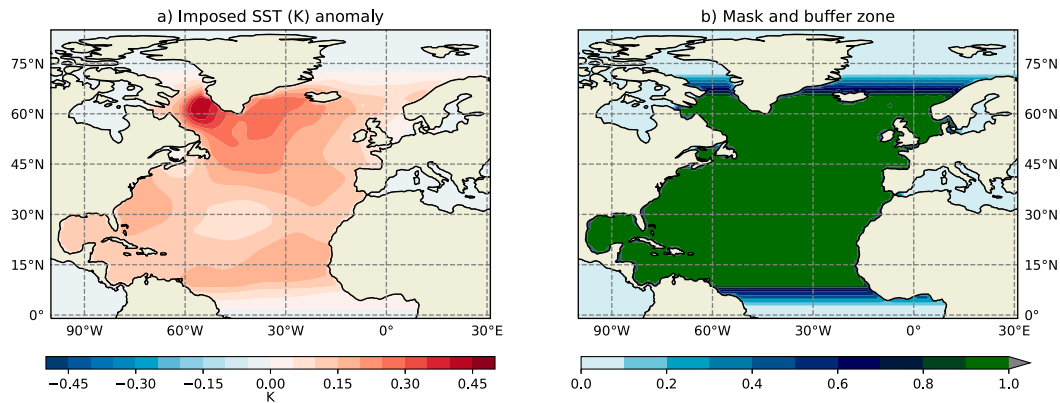 a) Imposed SST (K) anomaly
75°N
60°N
45°N
30°N
15°N
0°
90°W
60°W
30°W
0°
30°E
−0.45
−0.30
−0.15
0.00
0.15
0.30
0.45
K
b) Mask and buffer zone
75°N
60°N
45°N
30°N
15°N
0°
90°W
60°W
30°W
0°
30°E
0.0
0.2
0.4
0.6
0.8
1.0